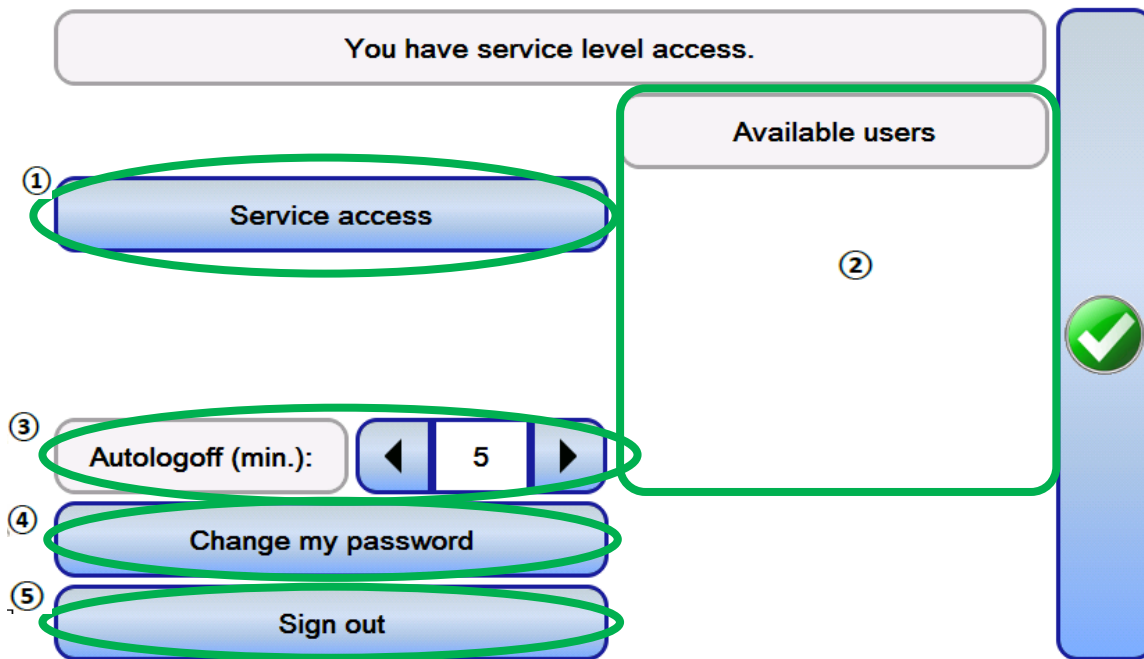 You have service level access.
Available users
①
Service access
②
③
Autologoff (min.):
5
④
Change my password
⑤
Sign out